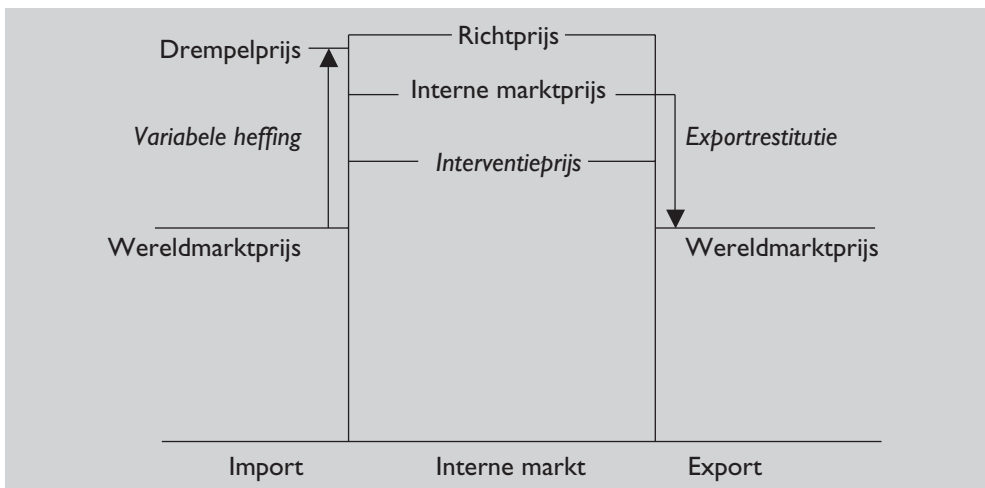 Richtprijs
Drempelprijs
Interne marktprijs
Variabele heffing
Exportrestitutie
Interventieprijs
Wereldmarktprijs
Wereldmarktprijs
Import
Interne markt
Export